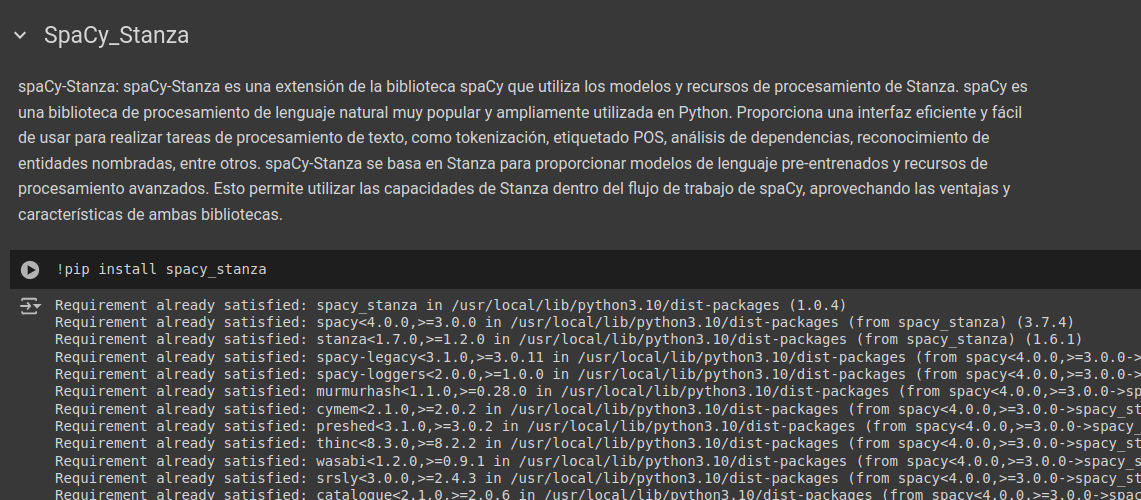 SpaCy_Stanza
spaCy-Stanza: spaCy-Stanza es una extensión de la biblioteca spaCy que utiliza los modelos y recursos de procesamiento de Stanza. spaCy es
una biblioteca de procesamiento de lenguaje natural muy popular y ampliamente utilizada en Python. Proporciona una interfaz eficiente y fácil
de usar para realizar tareas de procesamiento de texto, como tokenización, etiquetado POS, análisis de dependencias, reconocimiento de
entidades nombradas, entre otros. spaCy-Stanza se basa en Stanza para proporcionar modelos de lenguaje pre-entrenados y recursos de
procesamiento avanzados. Esto permite utilizar las capacidades de Stanza dentro del flujo de trabajo de spaCy, aprovechando las ventajas y
características de ambas bibliotecas.
!pip install spacy_stanza
Requirement already satisfied: spacy_stanza in /usr/local/lib/python3.10/dist-packages (1.0.4)
Requirement already satisfied: spacy<4.0.0,>=3.0.0 in /usr/local/lib/python3.10/dist-packages (from spacy_stanza) (3.7.4)
Requirement already satisfied: stanza<1.7.0,>=1.2.0 in /usr/local/lib/python3.10/dist-packages (from spacy_stanza) (1.6.1)
Requirement already satisfied: spacy-legacy<3.1.0,>=3.0.11 in /usr/local/lib/python3.10/dist-packages (from spacy<4.0.0,>=3.0.0->
Requirement already satisfied: spacy-loggers<2.0.0,>=1.0.0 in /usr/local/lib/python3.10/dist-packages (from spacy<4.0.0,>=3.0.0->
Requirement already satisfied: murmurhash<1.1.0,>=0.28.0 in /usr/local/lib/python3.10/dist-packages (from spacy<4.0.0,>=3.0.0->sp
Requirement already satisfied: cymem<2.1.0,>=2.0.2 in /usr/local/lib/python3.10/dist-packages (from spacy<4.0.0,>=3.0.0->spacy_st
Requirement already satisfied: preshed<3.1.0,>=3.0.2 in /usr/local/lib/python3.10/dist-packages (from spacy<4.0.0,>=3.0.0->spacy_
Requirement already satisfied: thinc<8.3.0,>=8.2.2 in /usr/local/lib/python3.10/dist-packages (from spacy<4.0.0,>=3.0.0->spacy_st
Requirement already satisfied: wasabi<1.2.0,>=0.9.1 in /usr/local/lib/python3.10/dist-packages (from spacy<4.0.0,>=3.0.0->spacy_s
Requirement already satisfied: srsly<3.0.0,>=2.4.3 in /usr/local/lib/python3.10/dist-packages (from spacy<4.0.0,>=3.0.0->spacy_st
Requirement already satisfied: catalogue<2.1.0,>=2.0.6 in /usr/local/lib/python3.10/dist-packages (from spacy<4.0.0,>=3.0.0->spac